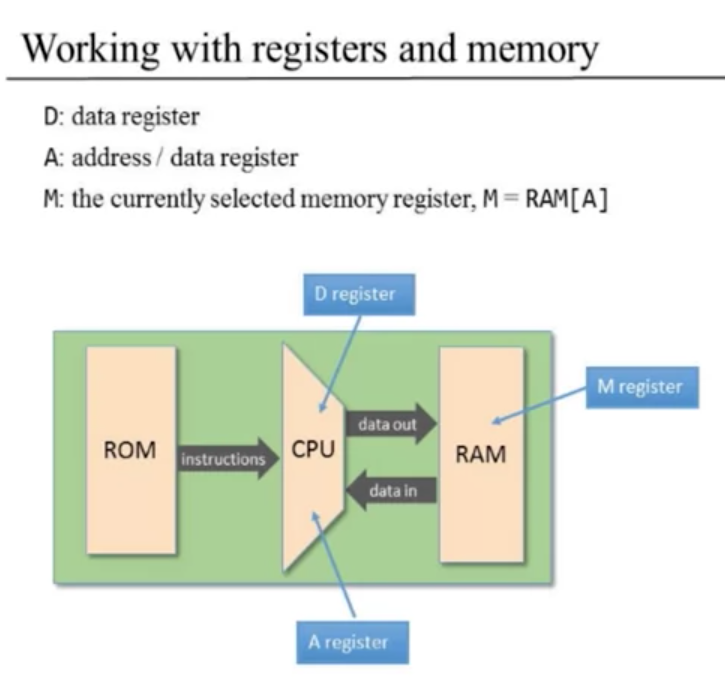 Working with registers and memory
D: data register
A: address / data register
M: the currently selected memory register, M = RAM[A]
D register
M register
ROM
instructions
CPU
data out
data in
RAM
A register